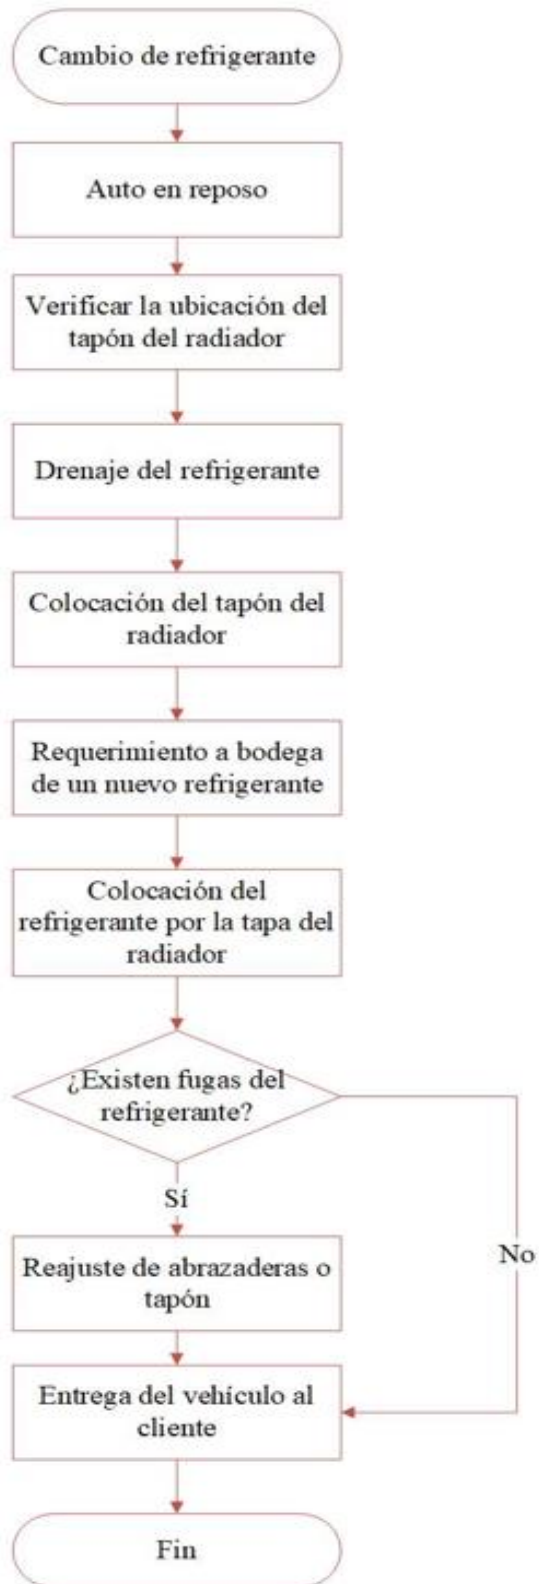 Cambio de refrigerante
Auto en reposo
Verificar la ubicación del
tapón del radiador
Drenaje del refrigerante
Colocación del tapón del
radiador
Requerimiento a bodega
de un nuevo refrigerante
Colocación del
refrigerante por la tapa del
radiador
¿Existen fugas del
refrigerante?
Sí
No
Reajuste de abrazaderas o
tapón
Entrega del vehículo al
cliente
Fin